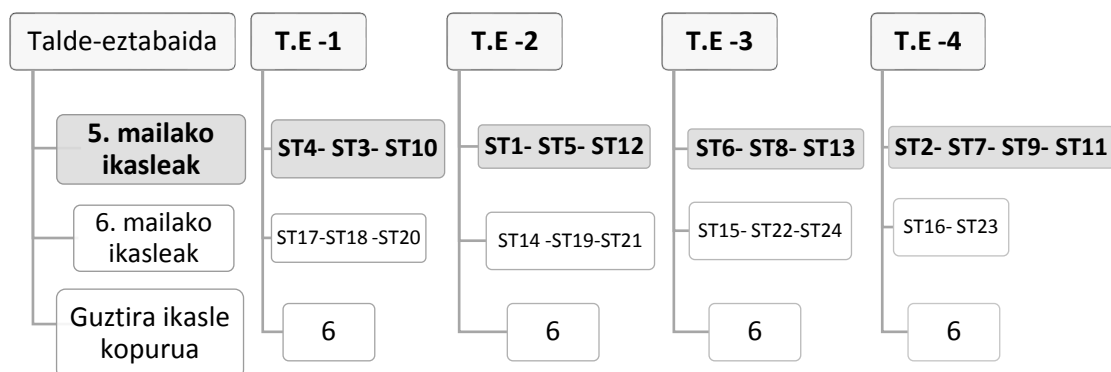 Talde-eztabaida
T.E -1
T.E -2
T.E -3
T.E -4
5. mailako
ikasleak
ST4- ST3- ST10
ST1- ST5- ST12
ST6- ST8- ST13
ST2- ST7- ST9- ST11
6. mailako
ikasleak
ST17-ST18 -ST20
ST14 -ST19-ST21
ST15- ST22-ST24
ST16- ST23
Guztira ikasle
kopurua
6
6
6
6